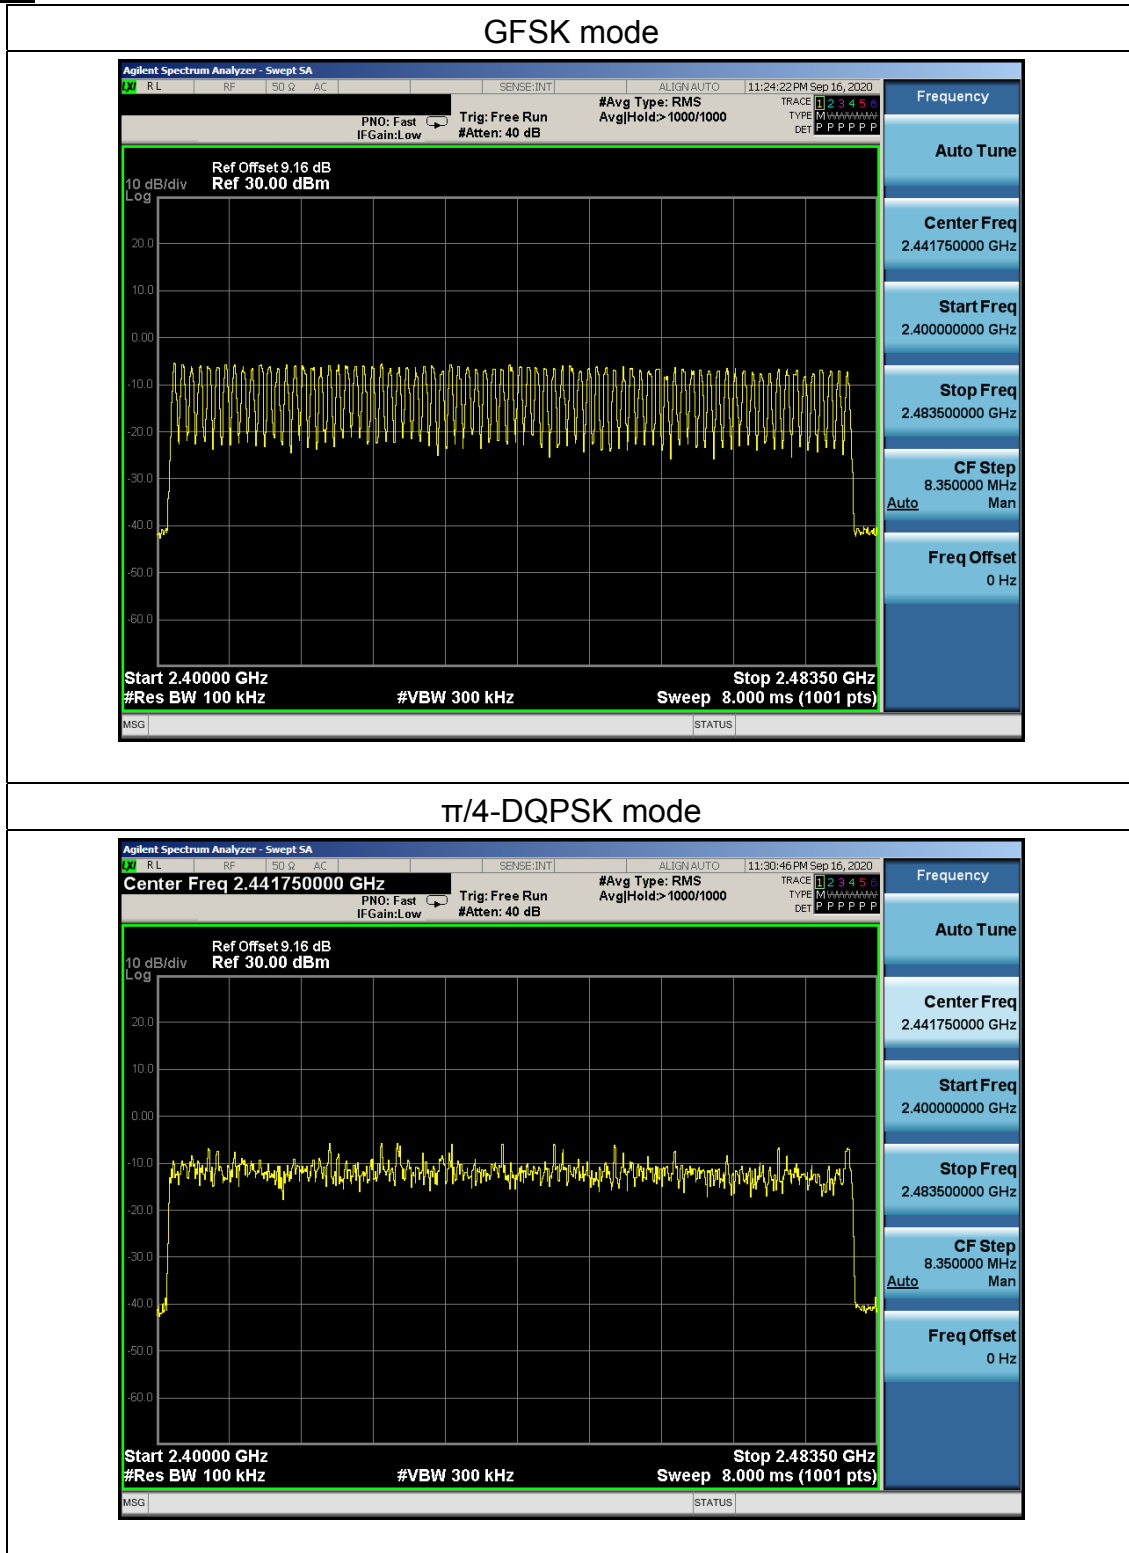 GFSK mode
Agilent Spectrum Analyzer - Swept SA
LXI RL RF 50 Ω AC SENSE:INT ALIGN AUTO 11:24:22 PM Sep 16, 2020
#Avg Type: RMS TRACE 1 2 3 4 5 6
PNO: Fast Trig: Free Run Avg|Hold:>1000/1000 TYPE M
IFGain:Low #Atten: 40 dB DET P P P P P P
Ref Offset 9.16 dB
10 dB/div Ref 30.00 dBm
Log
20.0
10.0
0.00
-10.0
-20.0
-30.0
-40.0
-50.0
-60.0
Start 2.40000 GHz Stop 2.48350 GHz
#Res BW 100 kHz #VBW 300 kHz Sweep 8.000 ms (1001 pts)
MSG STATUS
Frequency
Auto Tune
Center Freq
2.441750000 GHz
Start Freq
2.400000000 GHz
Stop Freq
2.483500000 GHz
CF Step
8.350000 MHz
Auto Man
Freq Offset
0 Hz
π/4-DQPSK mode
Agilent Spectrum Analyzer - Swept SA
LXI RL RF 50 Ω AC SENSE:INT ALIGN AUTO 11:30:46 PM Sep 16, 2020
Center Freq 2.441750000 GHz #Avg Type: RMS TRACE 1 2 3 4 5 6
PNO: Fast Trig: Free Run Avg|Hold:>1000/1000 TYPE M
IFGain:Low #Atten: 40 dB DET P P P P P P
Ref Offset 9.16 dB
10 dB/div Ref 30.00 dBm
Log
20.0
10.0
0.00
-10.0
-20.0
-30.0
-40.0
-50.0
-60.0
Start 2.40000 GHz Stop 2.48350 GHz
#Res BW 100 kHz #VBW 300 kHz Sweep 8.000 ms (1001 pts)
MSG STATUS
Frequency
Auto Tune
Center Freq
2.441750000 GHz
Start Freq
2.400000000 GHz
Stop Freq
2.483500000 GHz
CF Step
8.350000 MHz
Auto Man
Freq Offset
0 Hz